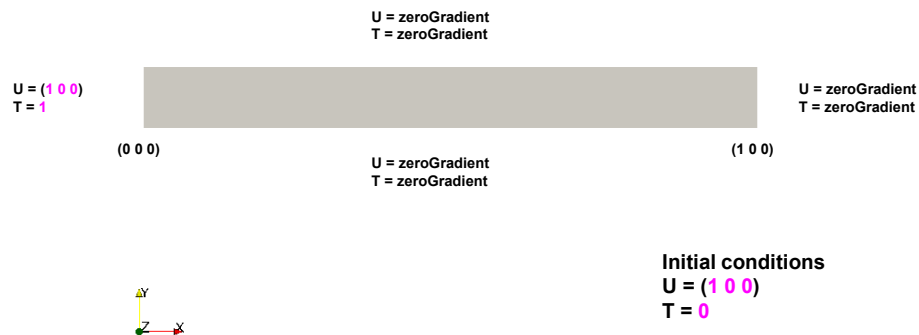 U = zeroGradient
T = zeroGradient
U = (1 0 0)
T = 1
U = zeroGradient
T = zeroGradient
(0 0 0)
(1 0 0)
U = zeroGradient
T = zeroGradient
Initial conditions
U = (1 0 0)
T = 0
Y
Z X